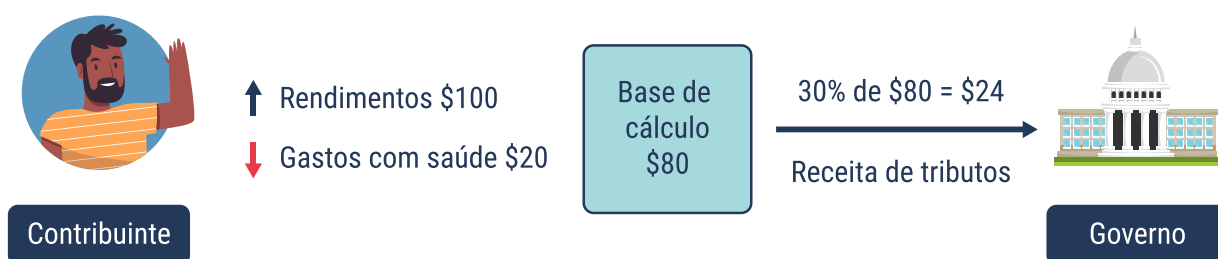 Rendimentos $100
Gastos com saúde $20
Contribuinte
Base de
cálculo
$80
30% de $80 = $24
Receita de tributos
Governo